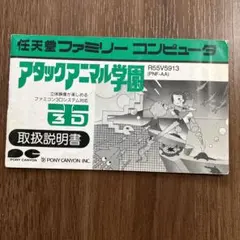 任天堂ファミリーコンピュータ
アタックアニマル学園
R55V5913
(PNF-AA)
立体映像が楽しめる
ファミコン3Dシステム対応
3D
取扱説明書
PONY CANYON
© PONY CANYON INC.